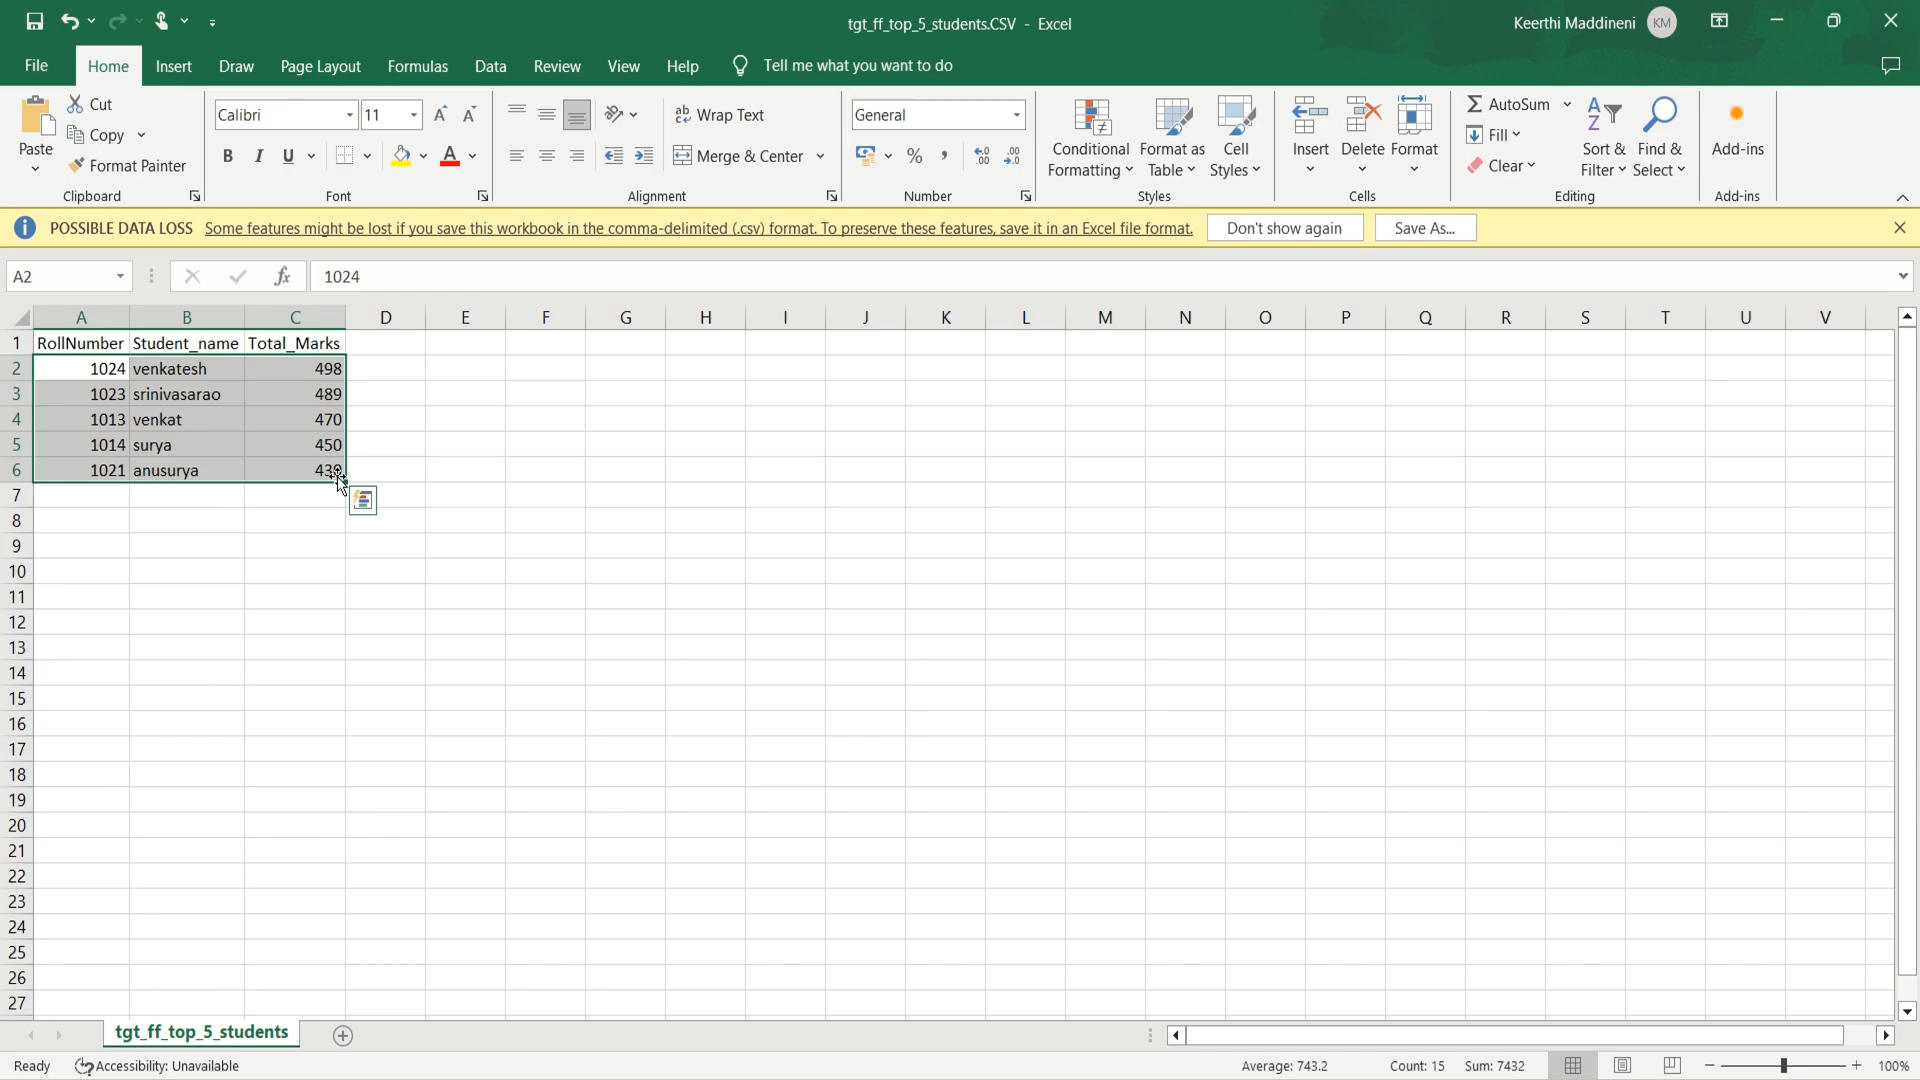 tgt_ff_top_5_students.CSV - Excel
Keerthi Maddineni KM
File Home Insert Draw Page Layout Formulas Data Review View Help Tell me what you want to do
Paste
Cut
Copy
Format Painter
Clipboard
Calibri 11
B I U A
Font
Wrap Text
Merge & Center
Alignment
General
% ,
Number
Conditional Formatting
Format as Table
Cell Styles
Styles
Insert Delete Format
Cells
AutoSum
Fill
Clear
Sort & Filter
Find & Select
Editing
Add-ins
Add-ins
POSSIBLE DATA LOSS Some features might be lost if you save this workbook in the comma-delimited (.csv) format. To preserve these features, save it in an Excel file format. Don't show again Save As...
A2 fx 1024
A B C D E F G H I J K L M N O P Q R S T U V
1 RollNumber Student_name Total_Marks
2 1024 venkatesh 498
3 1023 srinivasarao 489
4 1013 venkat 470
5 1014 surya 450
6 1021 anusurya
7
8
9
10
11
12
13
14
15
16
17
18
19
20
21
22
23
24
25
26
27
tgt_ff_top_5_students
Ready Accessibility: Unavailable Average: 743.2 Count: 15 Sum: 7432 100%